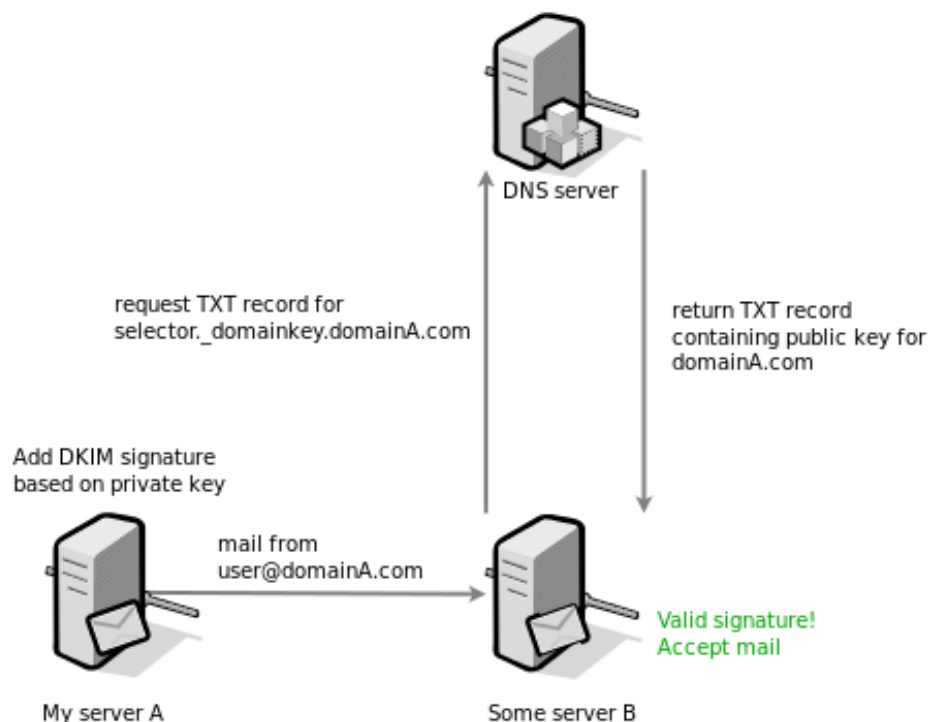 DNS server
request TXT record for
selector._domainkey.domainA.com
return TXT record
containing public key for
domainA.com
Add DKIM signature
based on private key
mail from
user@domainA.com
Valid signature!
Accept mail
My server A
Some server B